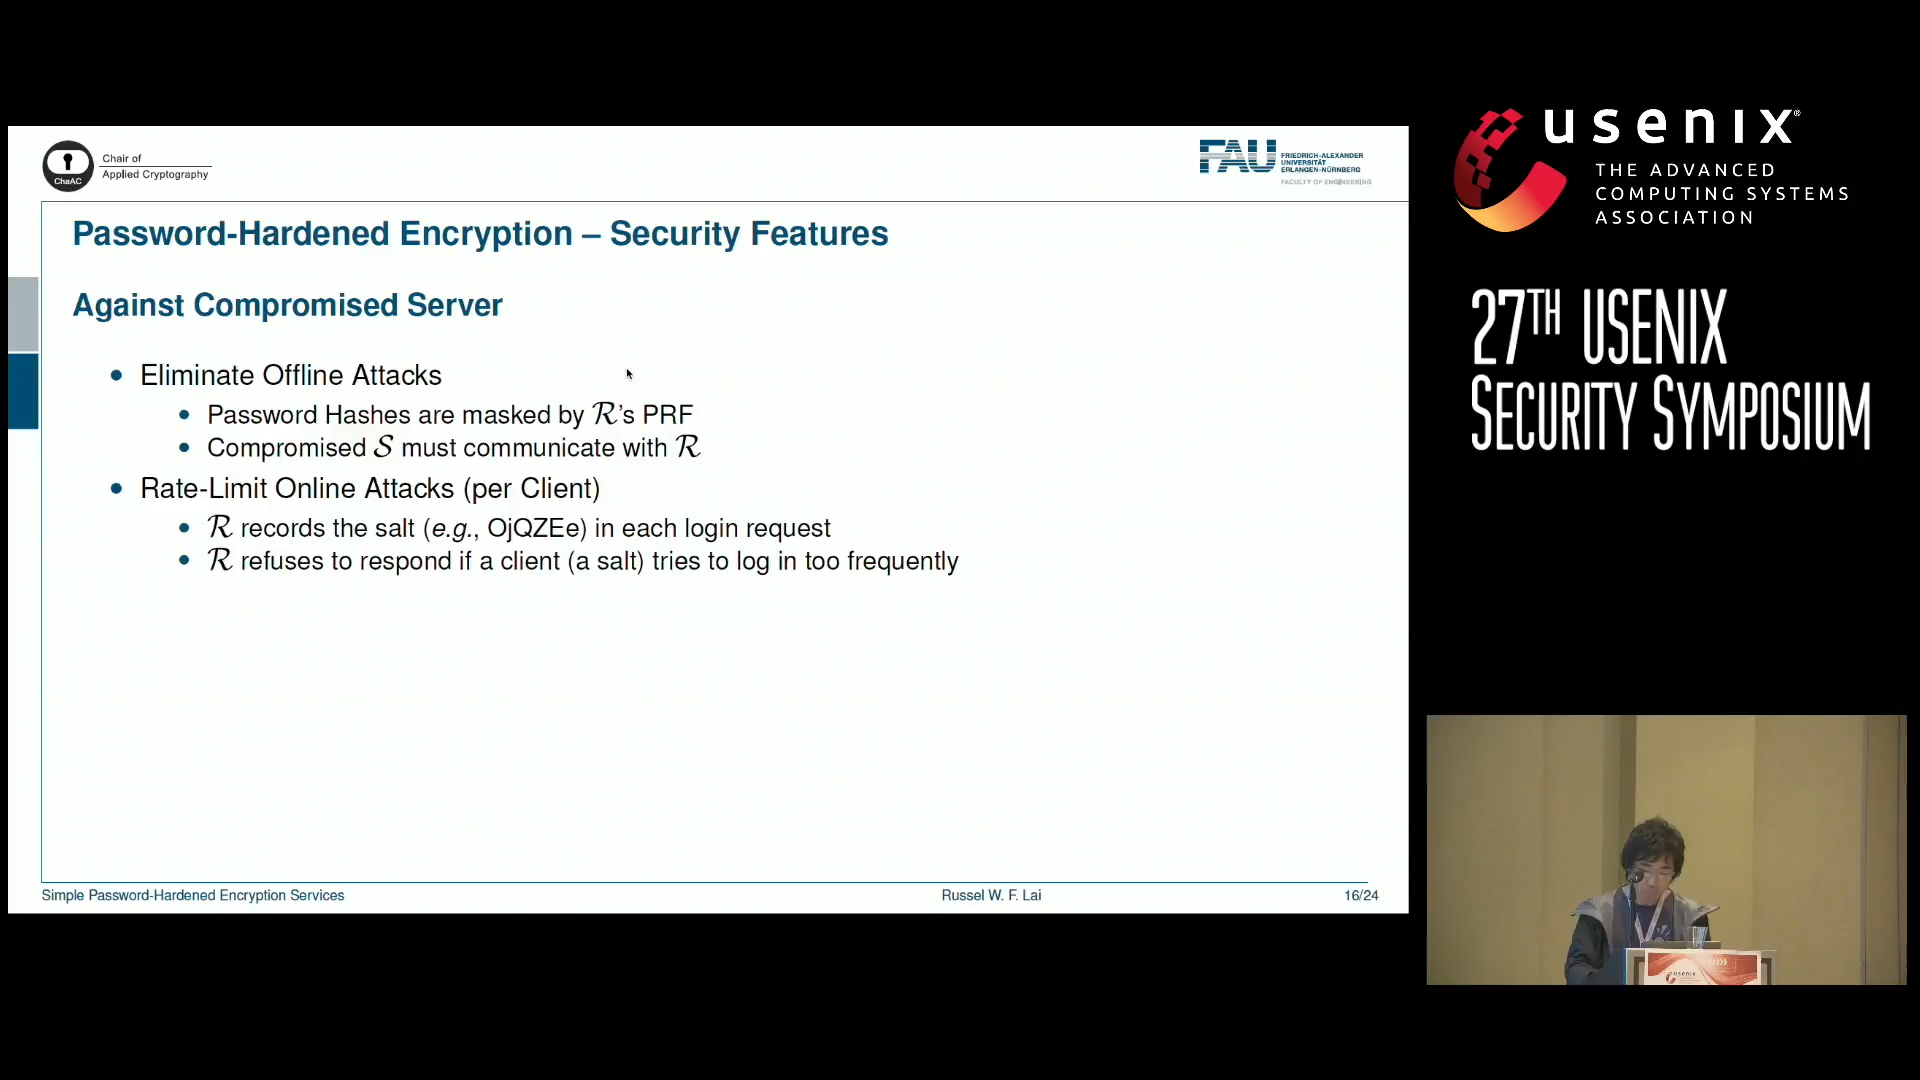 Chair of
Applied Cryptography
ChaAC
FAU
FRIEDRICH-ALEXANDER
UNIVERSITÄT
ERLANGEN-NÜRNBERG
FACULTY OF ENGINEERING
Password-Hardened Encryption – Security Features
Against Compromised Server
• Eliminate Offline Attacks
• Password Hashes are masked by R's PRF
• Compromised S must communicate with R
• Rate-Limit Online Attacks (per Client)
• R records the salt (e.g., OjQZEe) in each login request
• R refuses to respond if a client (a salt) tries to log in too frequently
Simple Password-Hardened Encryption Services
Russel W. F. Lai
16/24
usenix®
THE ADVANCED
COMPUTING SYSTEMS
ASSOCIATION
27TH USENIX
SECURITY SYMPOSIUM
usenix